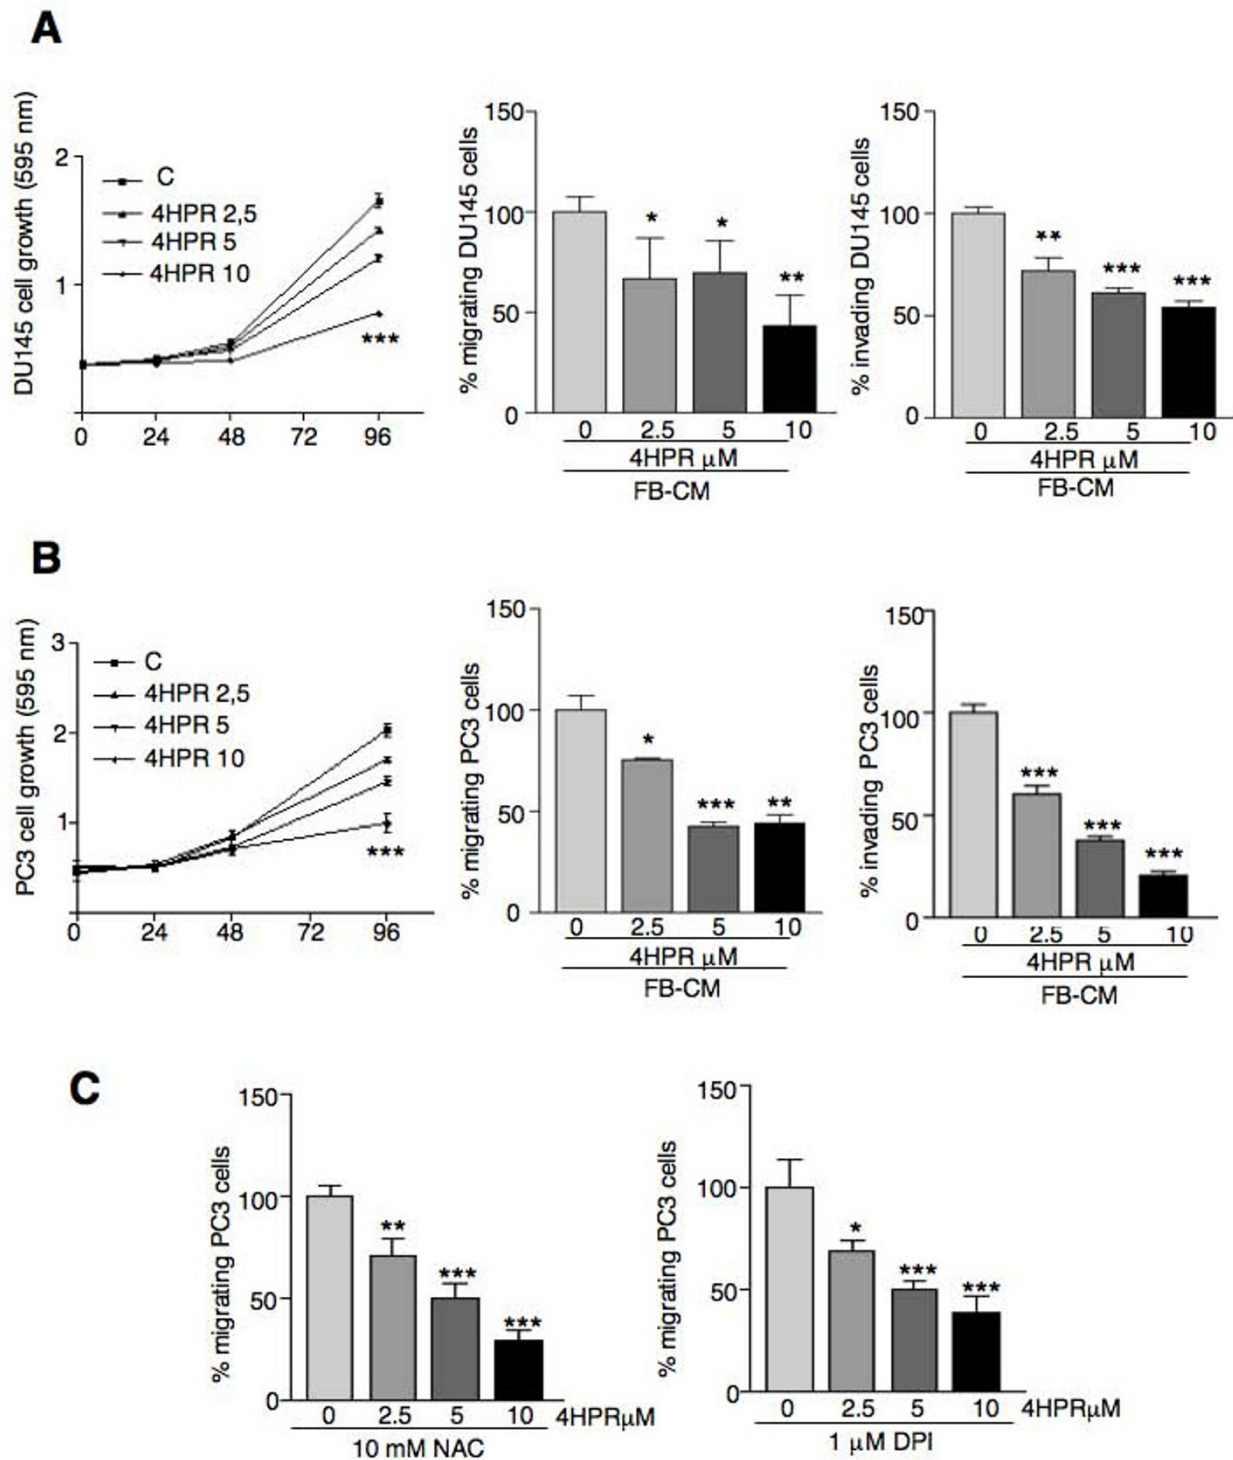 A
DU145 cell growth (595 nm)
2
1
C
4HPR 2,5
4HPR 5
4HPR 10
***
0 24 48 72 96
% migrating DU145 cells
150
100
50
0
* * **
0 2.5 5 10
4HPR μM
FB-CM
% invading DU145 cells
150
100
50
0
** *** ***
0 2.5 5 10
4HPR μM
FB-CM
B
PC3 cell growth (595 nm)
3
2
1
C
4HPR 2,5
4HPR 5
4HPR 10
***
0 24 48 72 96
% migrating PC3 cells
150
100
50
0
* *** **
0 2.5 5 10
4HPR μM
FB-CM
% invading PC3 cells
150
100
50
0
*** *** ***
0 2.5 5 10
4HPR μM
FB-CM
C
% migrating PC3 cells
150
100
50
0
** *** ***
0 2.5 5 10 4HPRμM
10 mM NAC
% migrating PC3 cells
150
100
50
0
* *** ***
0 2.5 5 10 4HPRμM
1 μM DPI